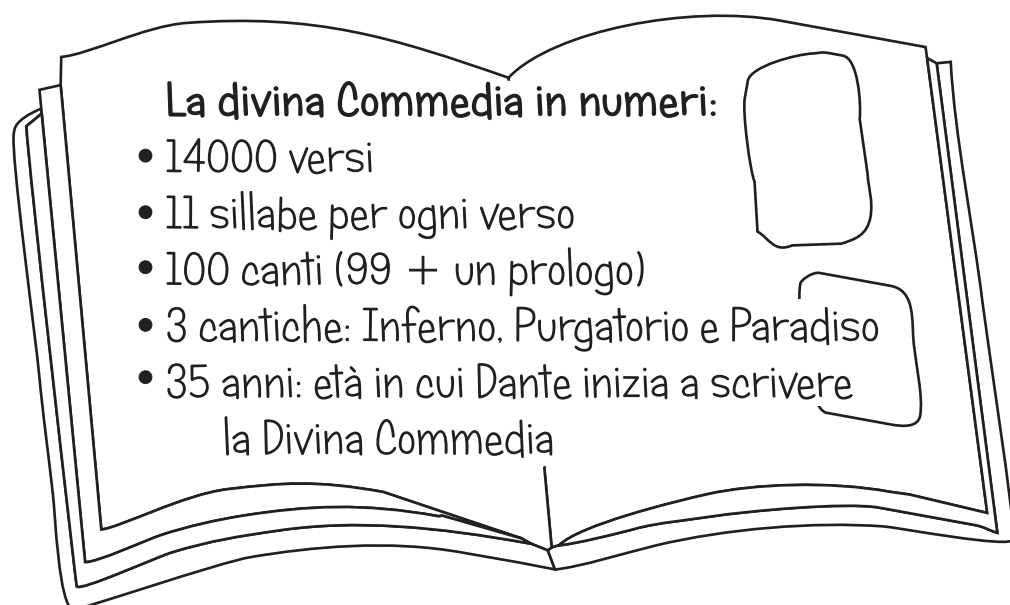 La divina Commedia in numeri:
• 14000 versi
• 11 sillabe per ogni verso
• 100 canti (99 + un prologo)
• 3 cantiche: Inferno, Purgatorio e Paradiso
• 35 anni: età in cui Dante inizia a scrivere
la Divina Commedia